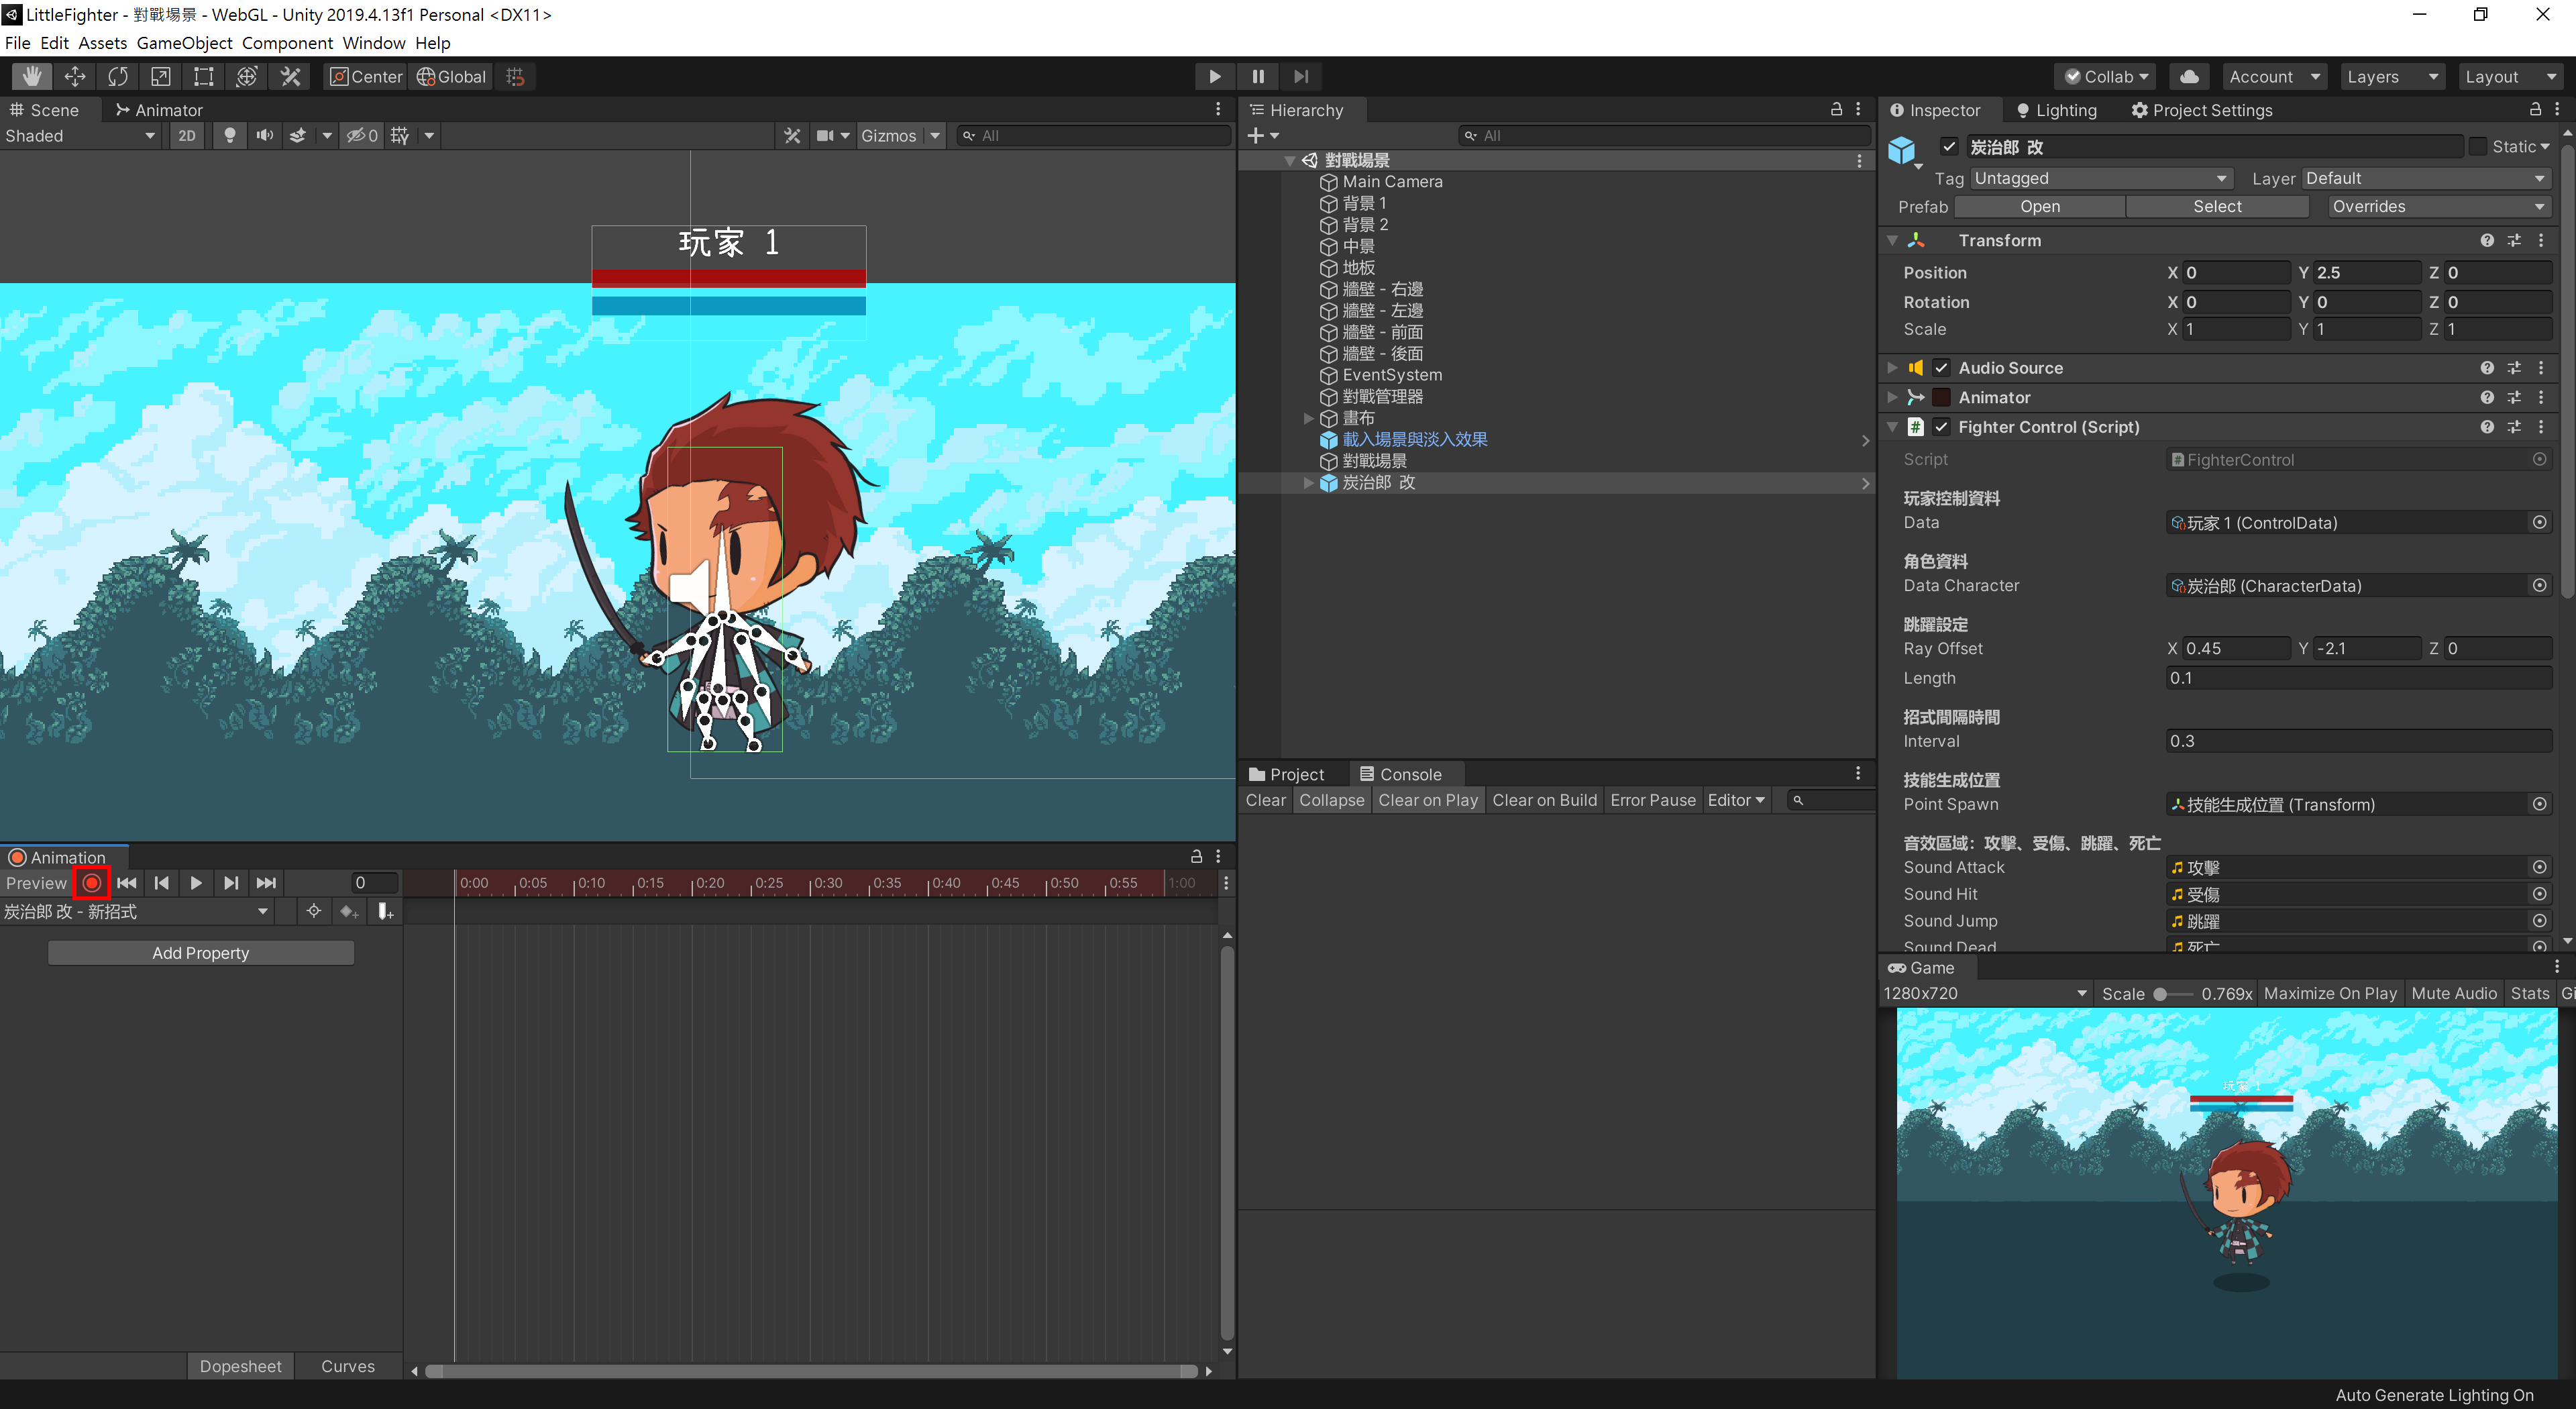 LittleFighter - 對戰場景 - WebGL - Unity 2019.4.13f1 Personal <DX11>
File Edit Assets GameObject Component Window Help
Center Global
Collab Account Layers Layout
Scene Animator
Shaded 2D 0 Gizmos All
玩家 1
Animation
Preview 0
0:00 0:05 0:10 0:15 0:20 0:25 0:30 0:35 0:40 0:45 0:50 0:55 1:00
炭治郎 改 - 新招式
Add Property
Dopesheet Curves
Hierarchy
All
對戰場景
Main Camera
背景 1
背景 2
中景
地板
牆壁 - 右邊
牆壁 - 左邊
牆壁 - 前面
牆壁 - 後面
EventSystem
對戰管理器
畫布
載入場景與淡入效果
對戰場景
炭治郎 改
Project Console
Clear Collapse Clear on Play Clear on Build Error Pause Editor
Inspector Lighting Project Settings
炭治郎 改 Static
Tag Untagged Layer Default
Prefab Open Select Overrides
Transform
Position X 0 Y 2.5 Z 0
Rotation X 0 Y 0 Z 0
Scale X 1 Y 1 Z 1
Audio Source
Animator
# Fighter Control (Script)
Script FighterControl
玩家控制資料
Data 玩家 1 (ControlData)
角色資料
Data Character 炭治郎 (CharacterData)
跳躍設定
Ray Offset X 0.45 Y -2.1 Z 0
Length 0.1
招式間隔時間
Interval 0.3
技能生成位置
Point Spawn 技能生成位置 (Transform)
音效區域：攻擊、受傷、跳躍、死亡
Sound Attack 攻擊
Sound Hit 受傷
Sound Jump 跳躍
Sound Dead 死亡
Game
1280x720 Scale 0.769x Maximize On Play Mute Audio Stats Gi
玩家 1
Auto Generate Lighting On